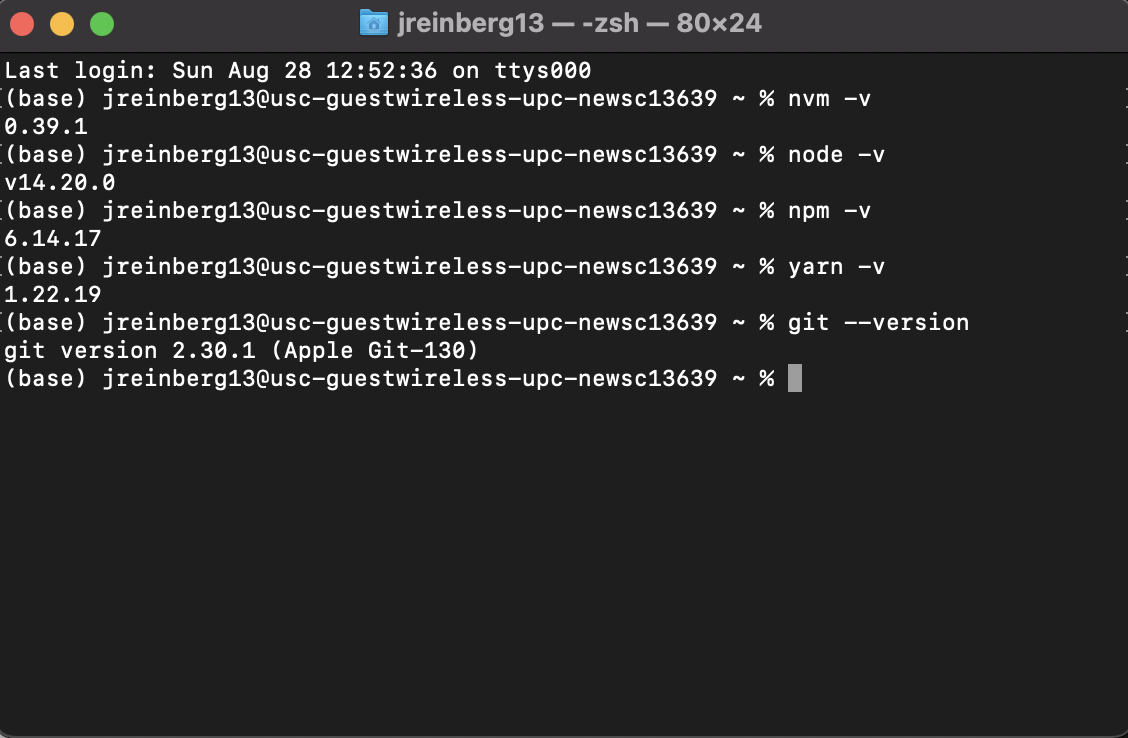 jreinberg13 — -zsh — 80×24
Last login: Sun Aug 28 12:52:36 on ttys000
(base) jreinberg13@usc-guestwireless-upc-newsc13639 ~ % nvm -v
0.39.1
(base) jreinberg13@usc-guestwireless-upc-newsc13639 ~ % node -v
v14.20.0
(base) jreinberg13@usc-guestwireless-upc-newsc13639 ~ % npm -v
6.14.17
(base) jreinberg13@usc-guestwireless-upc-newsc13639 ~ % yarn -v
1.22.19
(base) jreinberg13@usc-guestwireless-upc-newsc13639 ~ % git --version
git version 2.30.1 (Apple Git-130)
(base) jreinberg13@usc-guestwireless-upc-newsc13639 ~ %